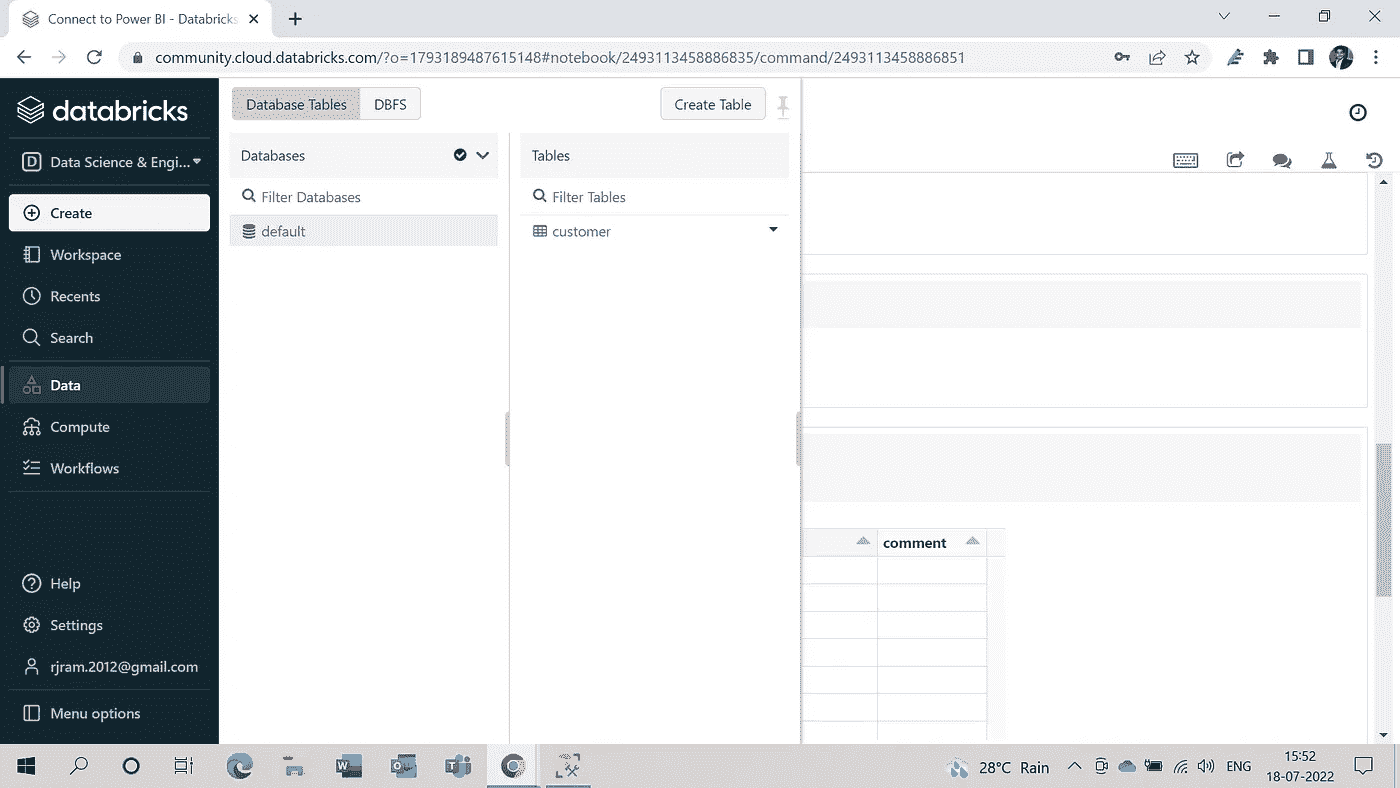 Connect to Power BI - Databricks
community.cloud.databricks.com/?o=1793189487615148#notebook/2493113458886835/command/2493113458886851
databricks
Database Tables
DBFS
Create Table
D
Data Science & Engi...
Databases
Tables
Filter Databases
Filter Tables
Create
default
customer
Workspace
Recents
Search
Data
Compute
Workflows
comment
Help
Settings
rjram.2012@gmail.com
Menu options
28°C Rain
ENG
15:52
18-07-2022